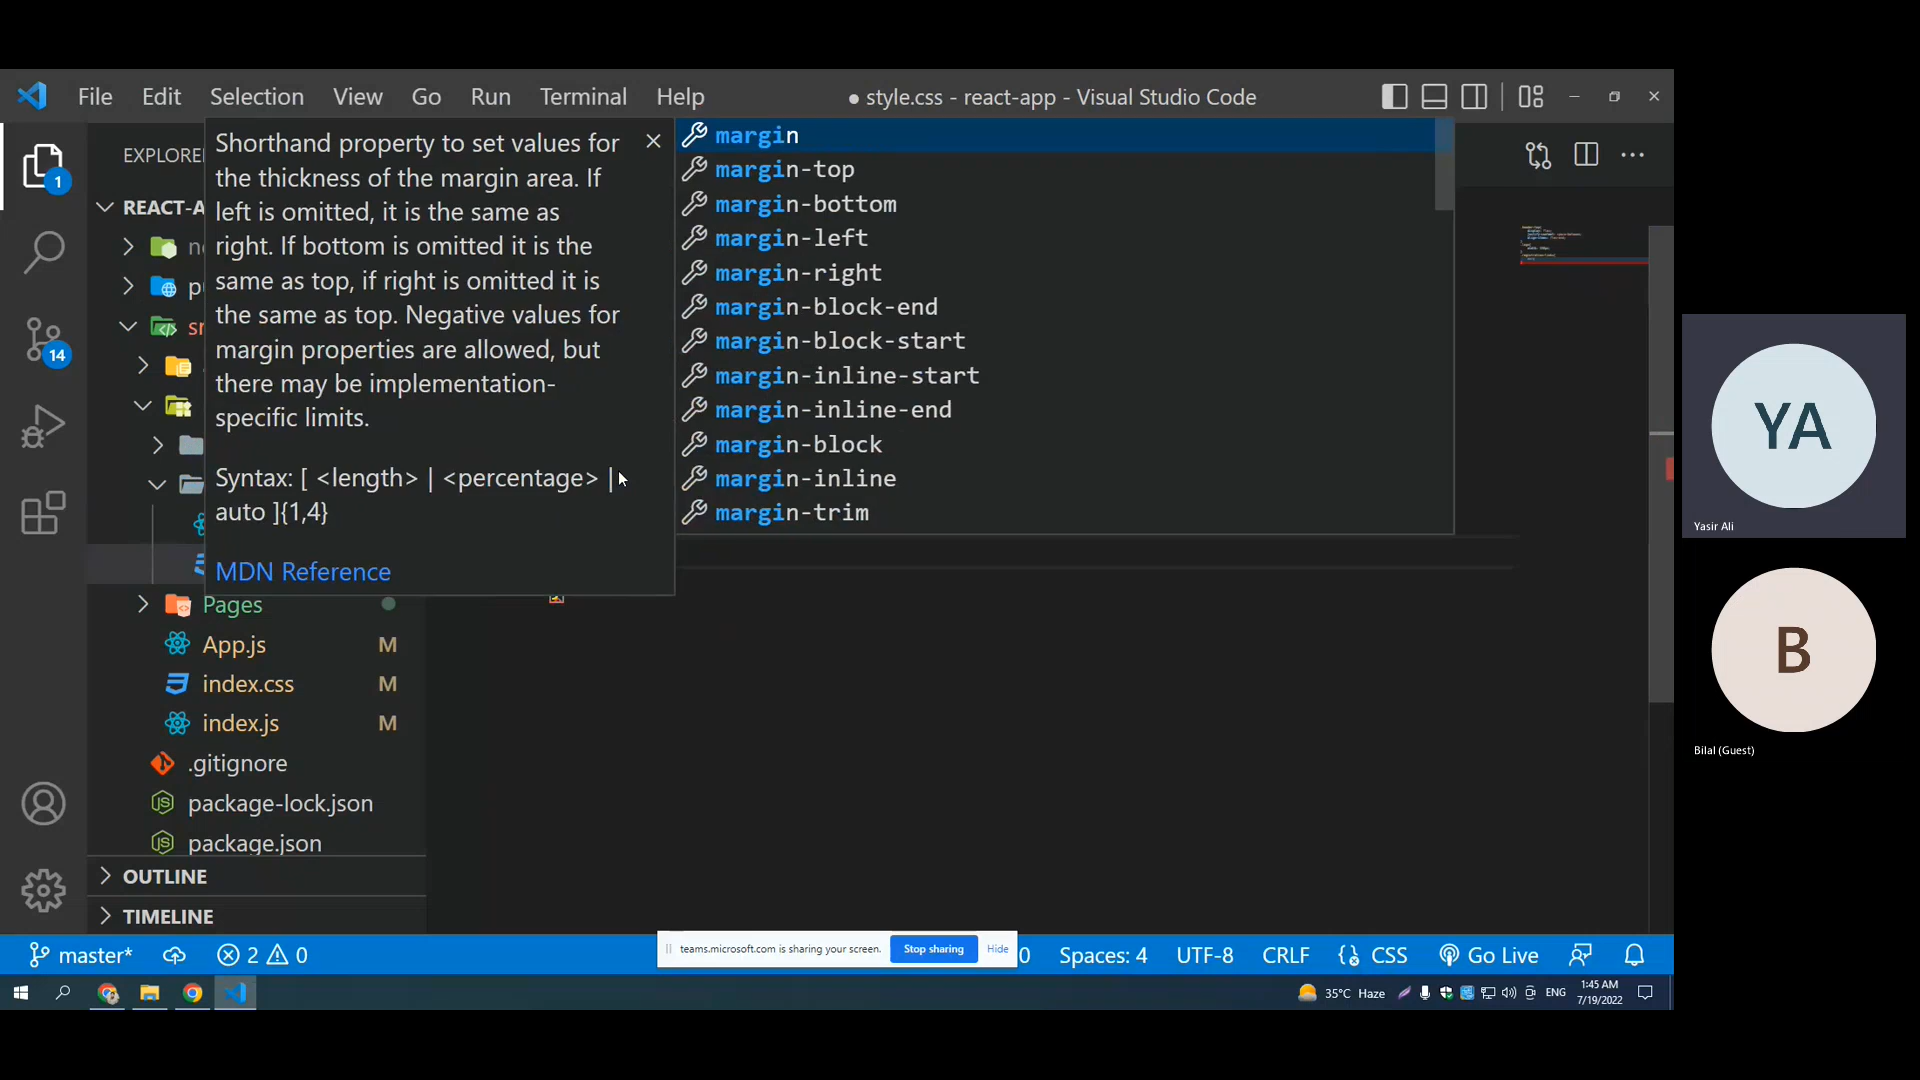 File Edit Selection View Go Run Terminal Help
● style.css - react-app - Visual Studio Code
EXPLORE
1
REACT-A
14
Shorthand property to set values for
the thickness of the margin area. If
left is omitted, it is the same as
right. If bottom is omitted it is the
same as top, if right is omitted it is
the same as top. Negative values for
margin properties are allowed, but
there may be implementation-
specific limits.
Syntax: [ <length> | <percentage> |
auto ]{1,4}
MDN Reference
margin
margin-top
margin-bottom
margin-left
margin-right
margin-block-end
margin-block-start
margin-inline-start
margin-inline-end
margin-block
margin-inline
margin-trim
Pages
App.js M
index.css M
index.js M
.gitignore
package-lock.json
package.json
OUTLINE
TIMELINE
master* 2 0
teams.microsoft.com is sharing your screen. Stop sharing Hide
Spaces: 4 UTF-8 CRLF CSS Go Live
35°C Haze ENG
1:45 AM
7/19/2022
YA
Yasir Ali
B
Bilal (Guest)